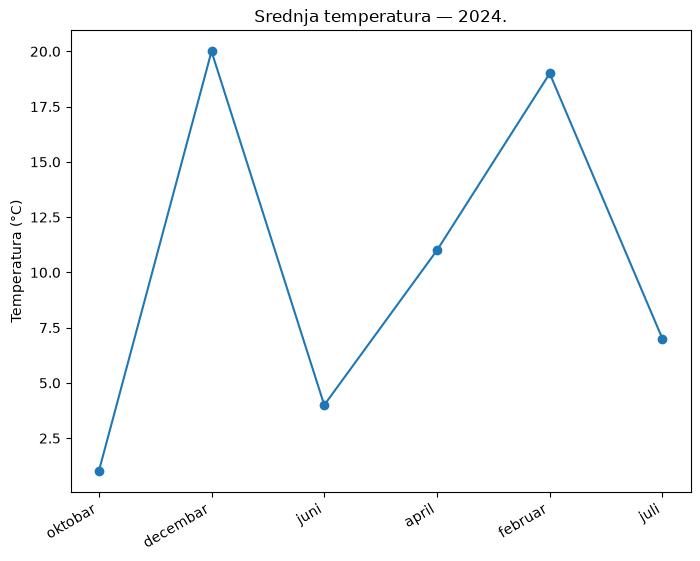 Srednja temperatura — 2024.
Temperatura (°C)
20.0
17.5
15.0
12.5
10.0
7.5
5.0
2.5
oktobar
decembar
juni
april
februar
juli